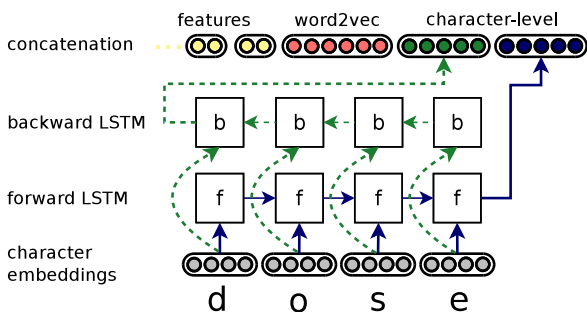 features word2vec character-level
concatenation
backward LSTM b b b b
forward LSTM f f f f
character
embeddings
d o s e